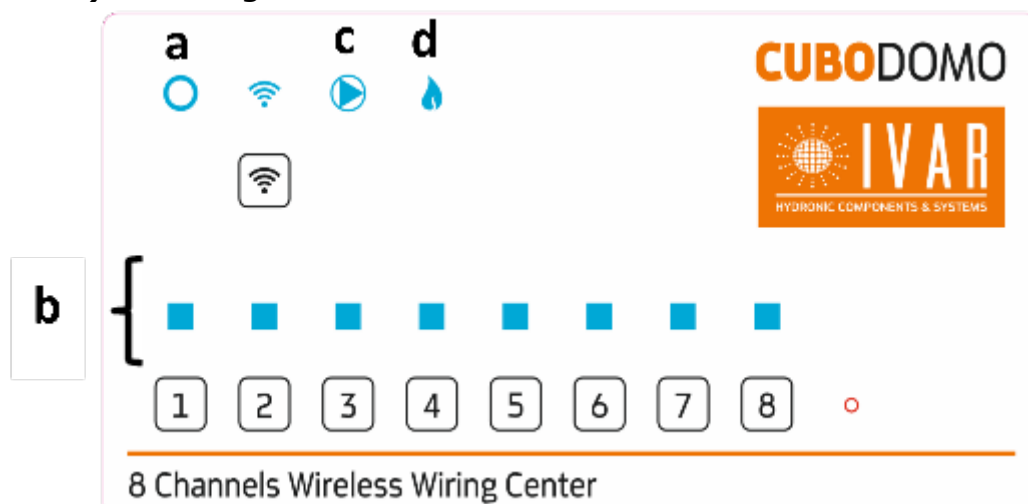 a c d
CUBODOMO
IVAR
HYDRONIC COMPONENTS & SYSTEMS
b
1 2 3 4 5 6 7 8
8 Channels Wireless Wiring Center